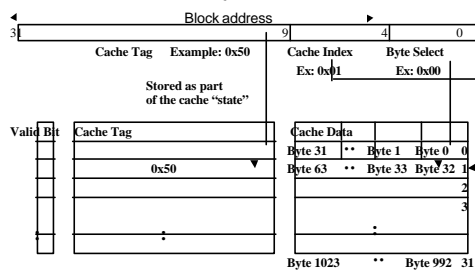 Block address
31 9 4 0
Cache Tag Example: 0x50 Cache Index Byte Select
Ex: 0x01 Ex: 0x00
Stored as part
of the cache “state”
Valid Bit Cache Tag Cache Data
Byte 31 •• Byte 1 Byte 0 0
0x50 Byte 63 •• Byte 33 Byte 32 1
2
3
: : :
Byte 1023 •• Byte 992 31